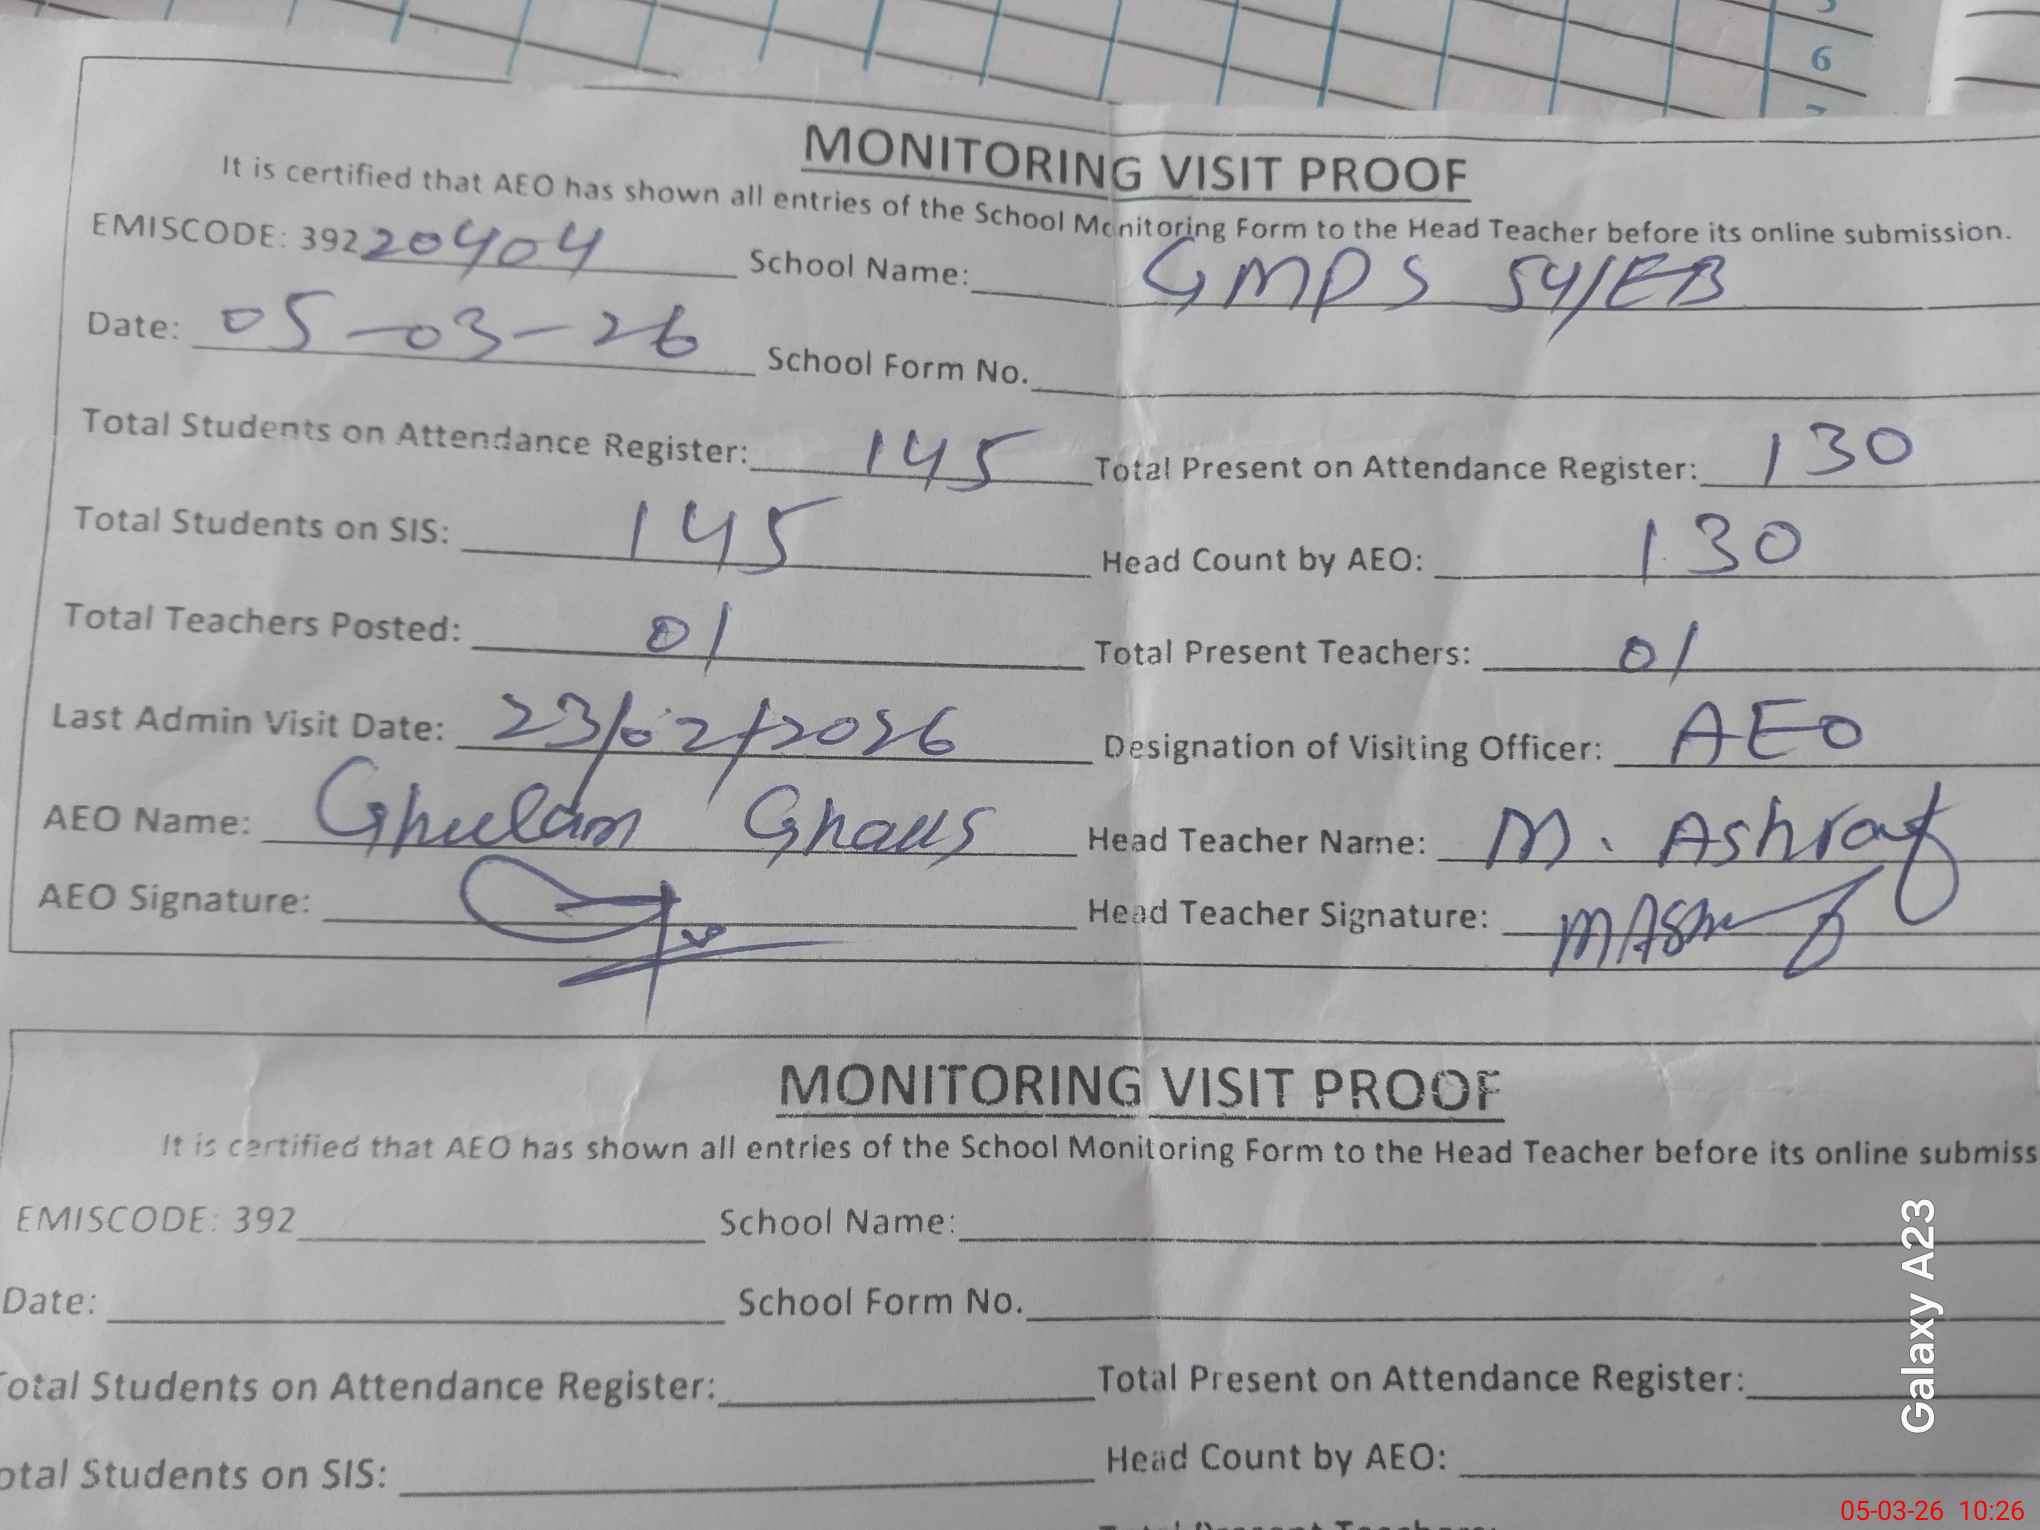 6
MONITORING VISIT PROOF
It is certified that AEO has shown all entries of the School Monitoring Form to the Head Teacher before its online submission.
EMISCODE: 39220404 School Name: GMPS 54/EB
Date: 05-03-26 School Form No.
Total Students on Attendance Register: 145 Total Present on Attendance Register: 130
Total Students on SIS: 145 Head Count by AEO: 130
Total Teachers Posted: 01 Total Present Teachers: 01
Last Admin Visit Date: 23/02/2026 Designation of Visiting Officer: AEO
AEO Name: Ghulam Ghaus Head Teacher Name: M. Ashraf
AEO Signature: Head Teacher Signature: MAshraf
MONITORING VISIT PROOF
It is certified that AEO has shown all entries of the School Monitoring Form to the Head Teacher before its online submiss
EMISCODE: 392 School Name:
Date: School Form No.
otal Students on Attendance Register: Total Present on Attendance Register:
otal Students on SIS: Head Count by AEO:
Galaxy A23
05-03-26 10:26